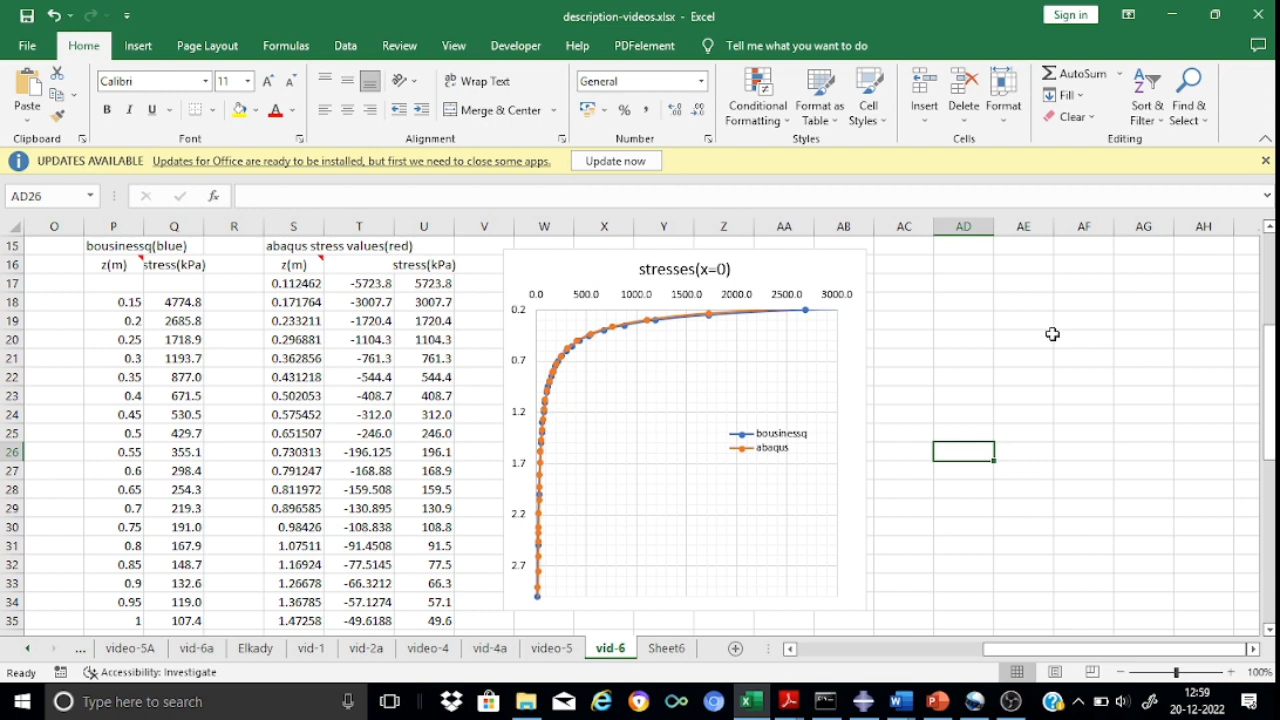 description-videos.xlsx - Excel
Sign in
File Home Insert Page Layout Formulas Data Review View Developer Help PDFelement Tell me what you want to do
Paste
Calibri 11
B I U
Wrap Text
Merge & Center
General
%
Conditional Formatting
Format as Table
Cell Styles
Insert Delete Format
AutoSum
Fill
Clear
Sort & Filter
Find & Select
Clipboard Font Alignment Number Styles Cells Editing
UPDATES AVAILABLE Updates for Office are ready to be installed, but first we need to close some apps. Update now
AD26 fx
O P Q R S T U V W X Y Z AA AB AC AD AE AF AG AH
15 bousinessq(blue) abaqus stress values(red)
16 z(m) stress(kPa) z(m) stress(kPa)
17 0.112462 -5723.8 5723.8
18 0.15 4774.8 0.171764 -3007.7 3007.7
19 0.2 2685.8 0.233211 -1720.4 1720.4
20 0.25 1718.9 0.296881 -1104.3 1104.3
21 0.3 1193.7 0.362856 -761.3 761.3
22 0.35 877.0 0.431218 -544.4 544.4
23 0.4 671.5 0.502053 -408.7 408.7
24 0.45 530.5 0.575452 -312.0 312.0
25 0.5 429.7 0.651507 -246.0 246.0
26 0.55 355.1 0.730313 -196.125 196.1
27 0.6 298.4 0.791247 -168.88 168.9
28 0.65 254.3 0.811972 -159.508 159.5
29 0.7 219.3 0.896585 -130.895 130.9
30 0.75 191.0 0.98426 -108.838 108.8
31 0.8 167.9 1.07511 -91.4508 91.5
32 0.85 148.7 1.16924 -77.5145 77.5
33 0.9 132.6 1.26678 -66.3212 66.3
34 0.95 119.0 1.36785 -57.1274 57.1
35 1 107.4 1.47258 -49.6188 49.6
stresses(x=0)
0.0 500.0 1000.0 1500.0 2000.0 2500.0 3000.0
0.2
0.7
1.2
1.7
2.2
2.7
bousinessq
abaqus
... video-5A vid-6a Elkady vid-1 vid-2a video-4 vid-4a video-5 vid-6 Sheet6
Ready Accessibility: Investigate 100%
Type here to search
12:59
20-12-2022